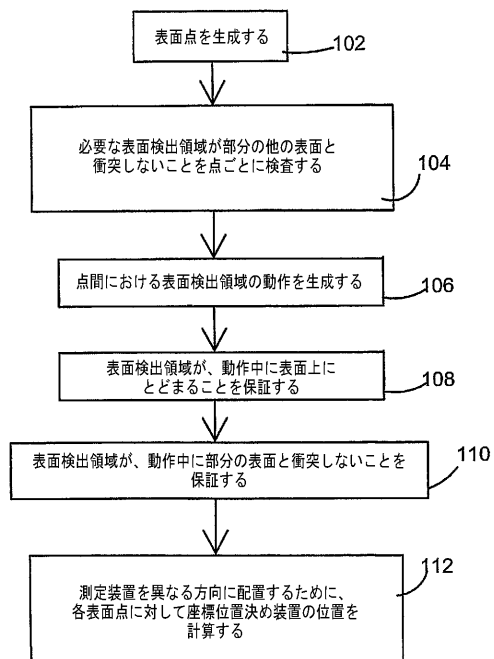 表面点を生成する
102
必要な表面検出領域が部分の他の表面と
衝突しないことを点ごとに検査する
104
点間における表面検出領域の動作を生成する
106
表面検出領域が、動作中に表面上に
とどまることを保証する
108
表面検出領域が、動作中に部分の表面と衝突しないことを
保証する
110
測定装置を異なる方向に配置するために、
各表面点に対して座標位置決め装置の位置を
計算する
112